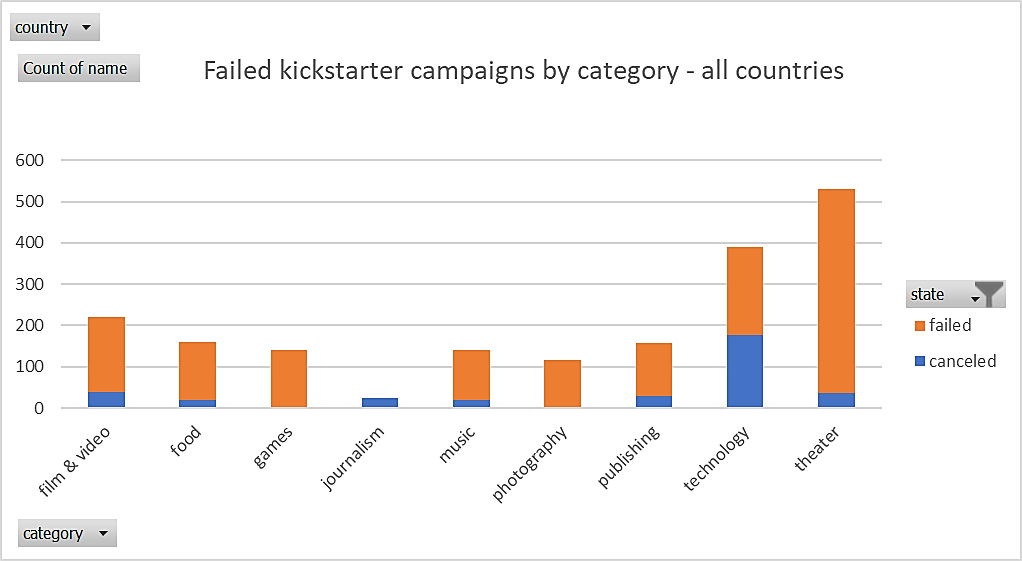 country
Count of name
Failed kickstarter campaigns by category - all countries
600
500
400
300
200
100
0
film & video
food
games
journalism
music
photography
publishing
technology
theater
state
failed
canceled
category